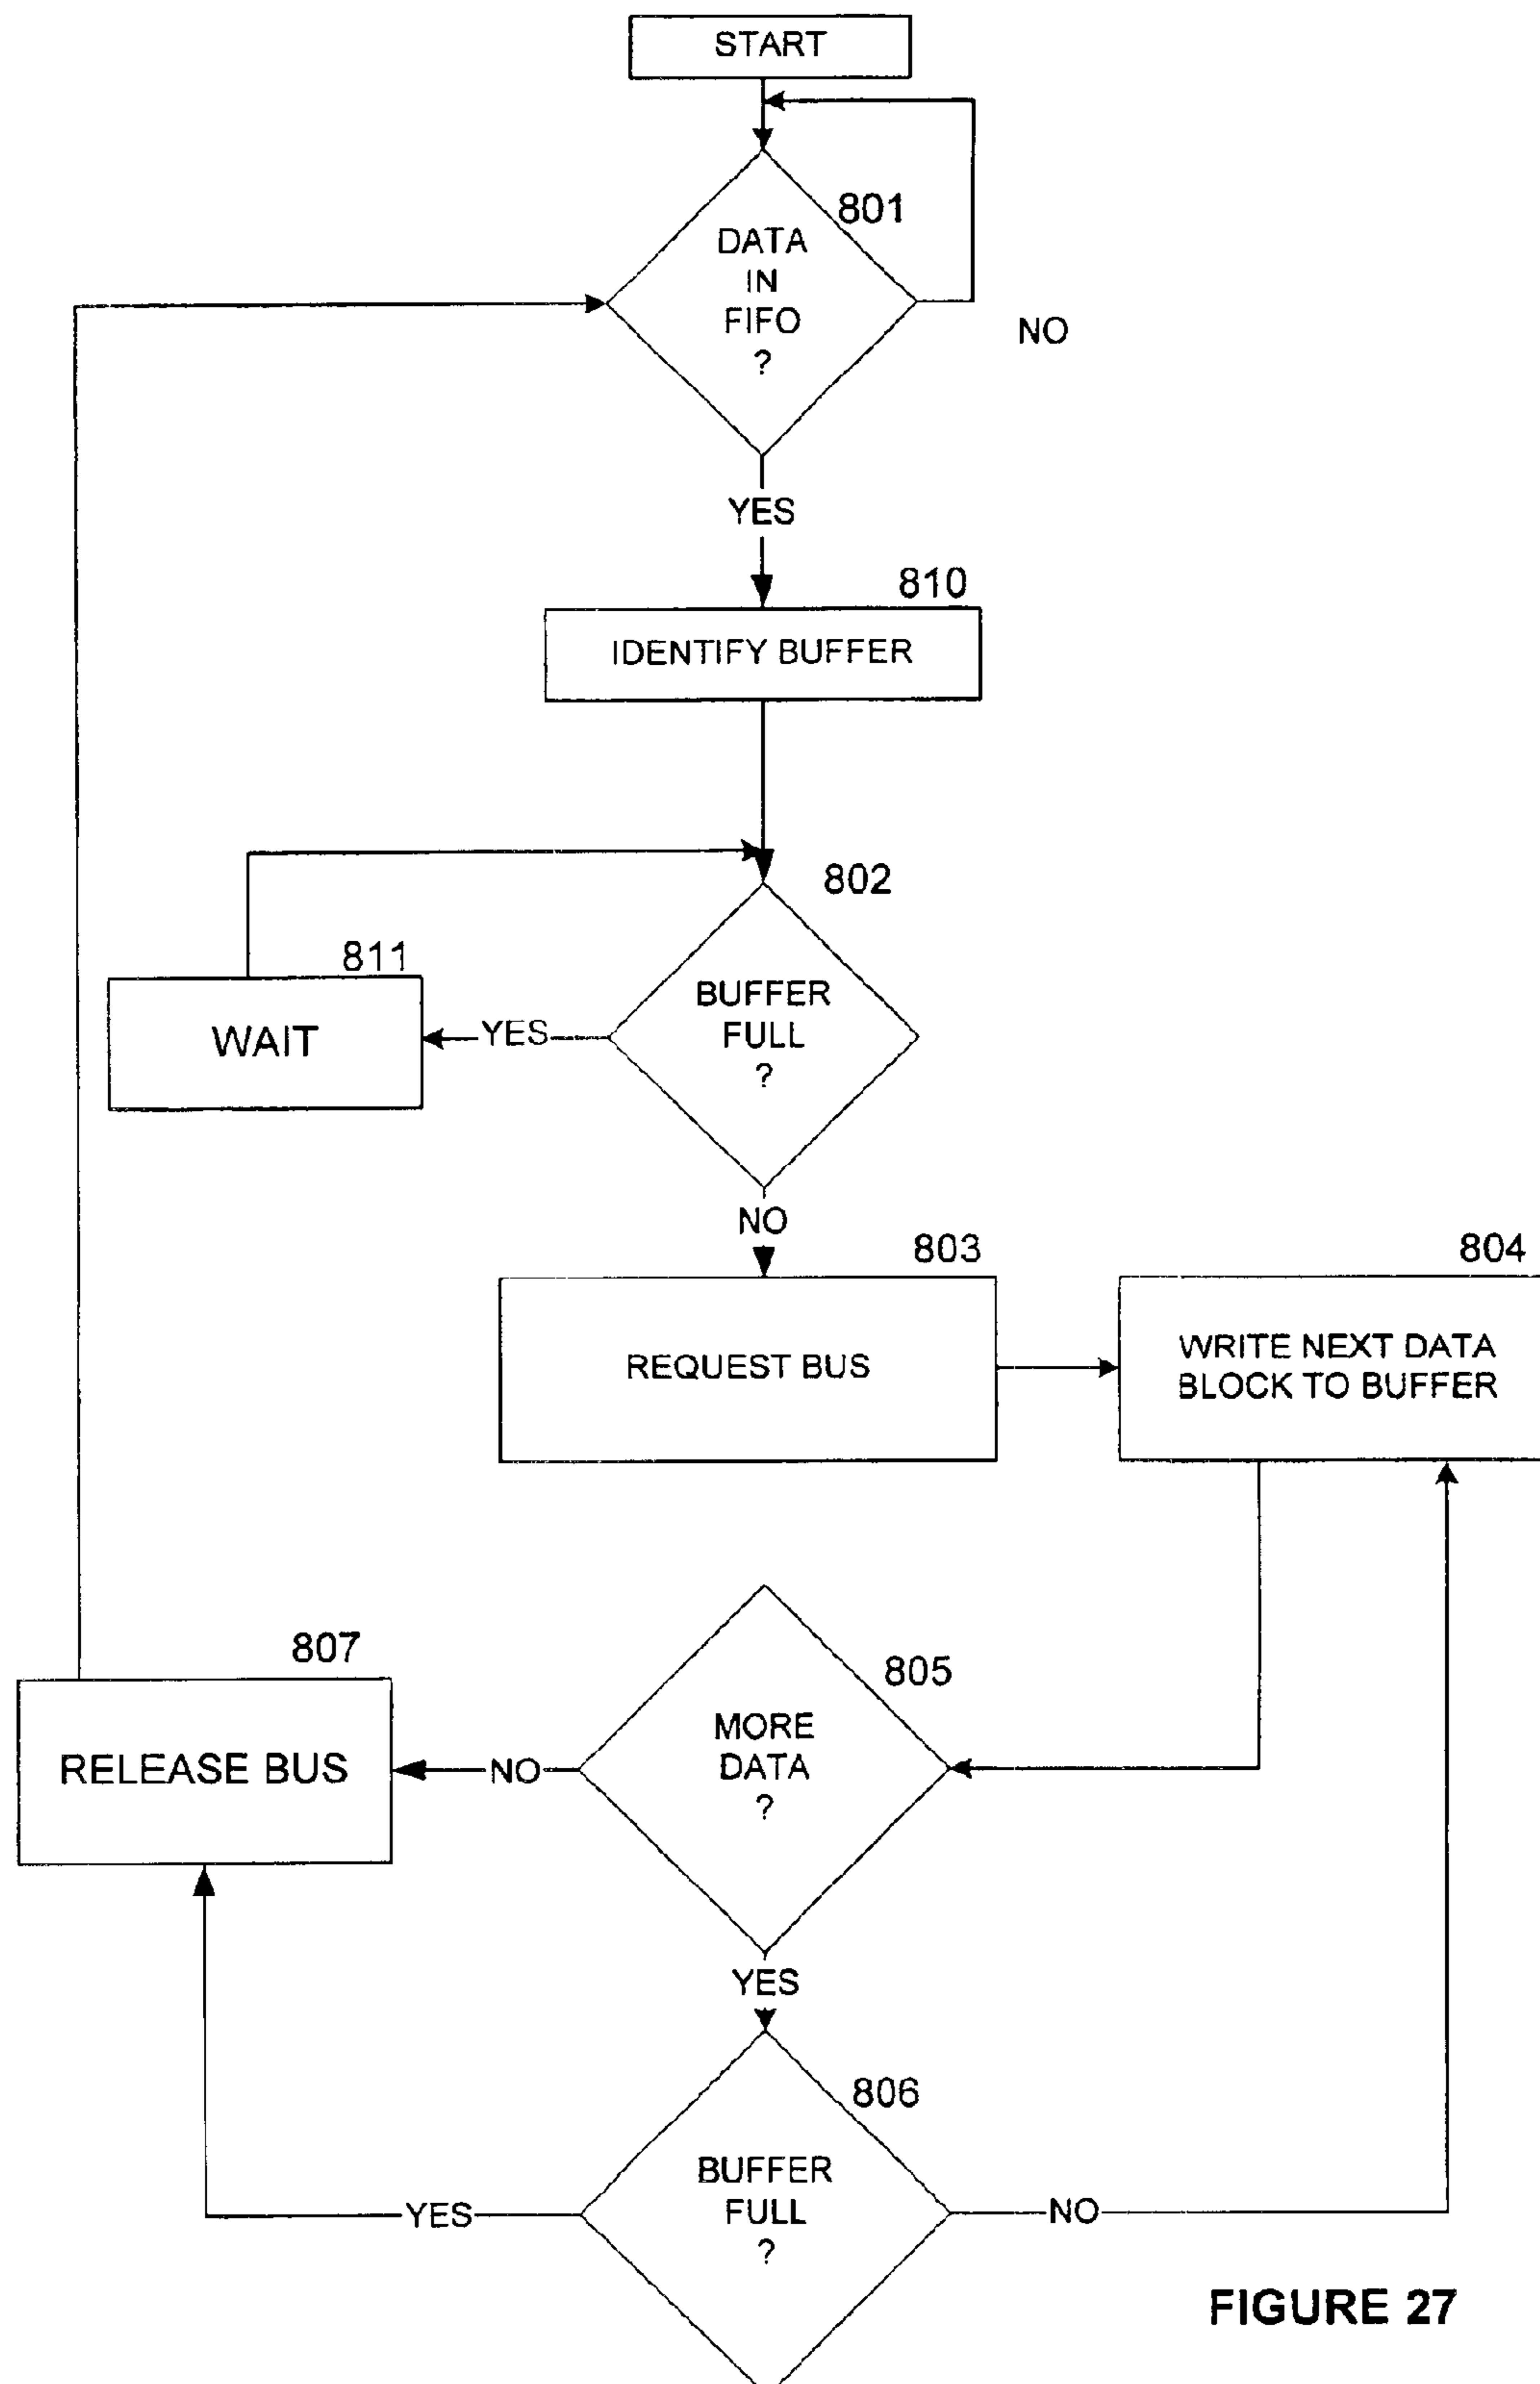 START
801
DATA
IN
FIFO
?
NO
YES
810
IDENTIFY BUFFER
802
811
BUFFER
FULL
?
WAIT
YES
NO
803
804
REQUEST BUS
WRITE NEXT DATA
BLOCK TO BUFFER
807
805
MORE
DATA
?
RELEASE BUS
NO
YES
806
BUFFER
FULL
?
YES
NO
FIGURE 27